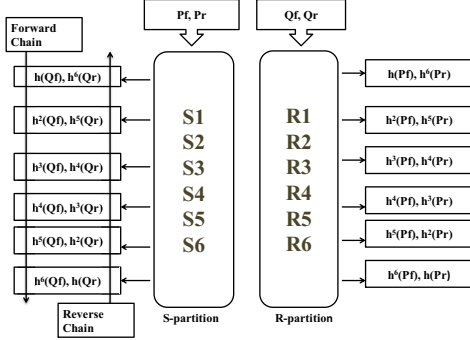 Forward
Chain
Pf, Pr
Qf, Qr
h(Qf), h⁶(Qr)
h²(Qf), h⁵(Qr)
h³(Qf), h⁴(Qr)
h⁴(Qf), h³(Qr)
h⁵(Qf), h²(Qr)
h⁶(Qf), h(Qr)
Reverse
Chain
S1
S2
S3
S4
S5
S6
S-partition
R1
R2
R3
R4
R5
R6
R-partition
h(Pf), h⁶(Pr)
h²(Pf), h⁵(Pr)
h³(Pf), h⁴(Pr)
h⁴(Pf), h³(Pr)
h⁵(Pf), h²(Pr)
h⁶(Pf), h(Pr)